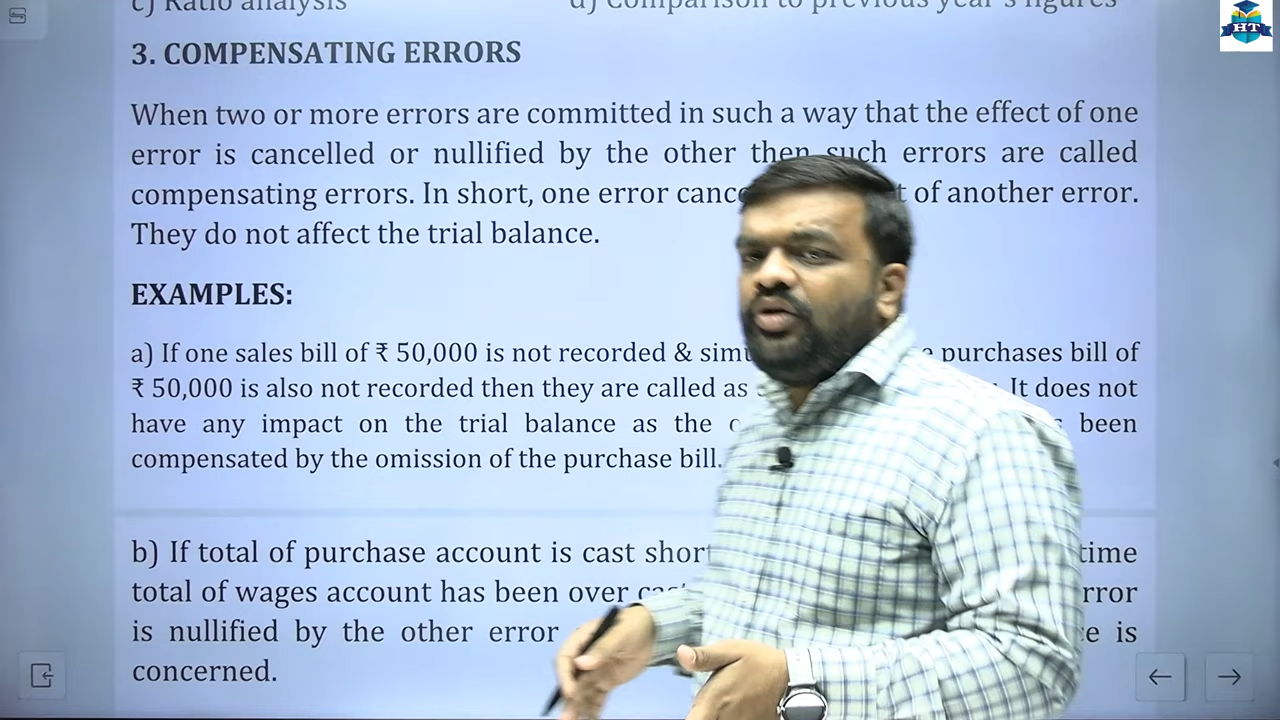 c) Ratio analysis d) Comparison to previous year's figures
HT
3. COMPENSATING ERRORS
When two or more errors are committed in such a way that the effect of one
error is cancelled or nullified by the other then such errors are called
compensating errors. In short, one error of another error.
They do not affect the trial balance.
EXAMPLES:
a) If one sales bill of ₹ 50,000 is not recorded & purchases bill of
₹ 50,000 is also not recorded then they are called as It does not
have any impact on the trial balance as the been
compensated by the omission of the purchase bill.
b) If total of purchase account is cast time
total of wages account has been over
is nullified by the other error is
concerned.